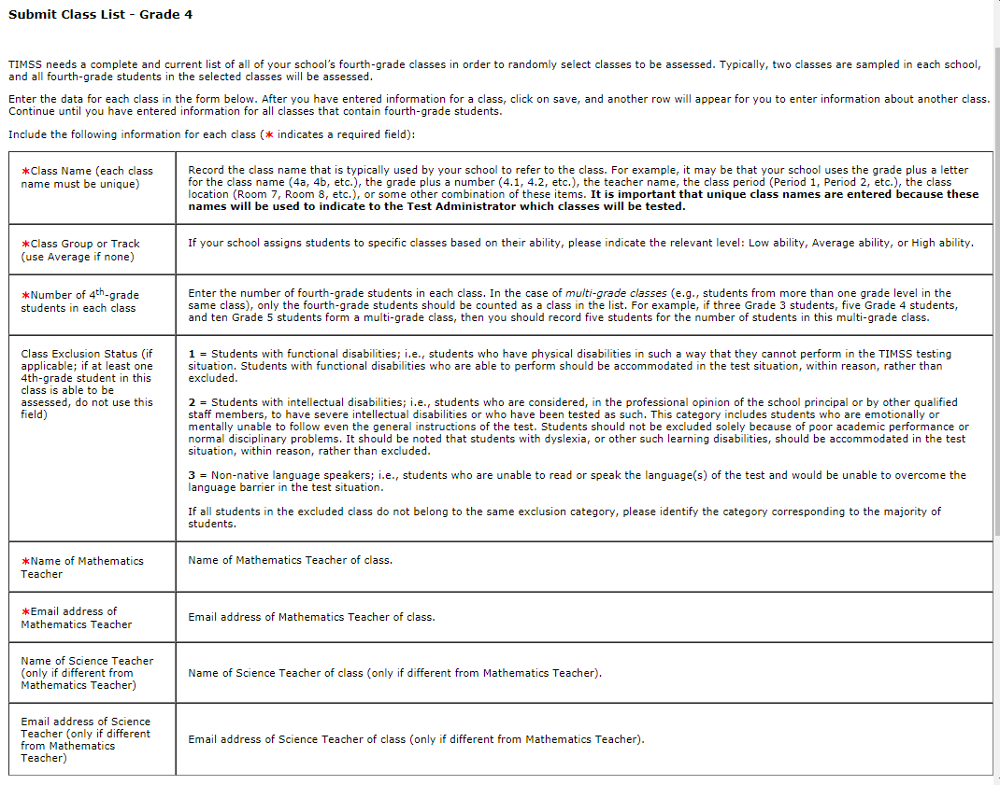 Submit Class List - Grade 4
TIMSS needs a complete and current list of all of your school's fourth-grade classes in order to randomly select classes to be assessed. Typically, two classes are sampled in each school,
and all fourth-grade students in the selected classes will be assessed.
Enter the data for each class in the form below. After you have entered information for a class, click on save, and another row will appear for you to enter information about another class.
Continue until you have entered information for all classes that contain fourth-grade students.
Include the following information for each class (* indicates a required field):
*Class Name (each class
name must be unique)
Record the class name that is typically used by your school to refer to the class. For example, it may be that your school uses the grade plus a letter
for the class name (4a, 4b, etc.), the grade plus a number (4.1, 4.2, etc.), the teacher name, the class period (Period 1, Period 2, etc.), the class
location (Room 7, Room 8, etc.), or some other combination of these items. It is important that unique class names are entered because these
names will be used to indicate to the Test Administrator which classes will be tested.
*Class Group or Track
(use Average if none)
If your school assigns students to specific classes based on their ability, please indicate the relevant level: Low ability, Average ability, or High ability.
*Number of 4th-grade
students in each class
Enter the number of fourth-grade students in each class. In the case of multi-grade classes (e.g., students from more than one grade level in the
same class), only the fourth-grade students should be counted as a class in the list. For example, if three Grade 3 students, five Grade 4 students,
and ten Grade 5 students form a multi-grade class, then you should record five students for the number of students in this multi-grade class.
Class Exclusion Status (if
applicable; if at least one
4th-grade student in this
class is able to be
assessed, do not use this
field)
1 = Students with functional disabilities; i.e., students who have physical disabilities in such a way that they cannot perform in the TIMSS testing
situation. Students with functional disabilities who are able to perform should be accommodated in the test situation, within reason, rather than
excluded.
2 = Students with intellectual disabilities; i.e., students who are considered, in the professional opinion of the school principal or by other qualified
staff members, to have severe intellectual disabilities or who have been tested as such. This category includes students who are emotionally or
mentally unable to follow even the general instructions of the test. Students should not be excluded solely because of poor academic performance or
normal disciplinary problems. It should be noted that students with dyslexia, or other such learning disabilities, should be accommodated in the test
situation, within reason, rather than excluded.
3 = Non-native language speakers; i.e., students who are unable to read or speak the language(s) of the test and would be unable to overcome the
language barrier in the test situation.
If all students in the excluded class do not belong to the same exclusion category, please identify the category corresponding to the majority of
students.
*Name of Mathematics
Teacher
Name of Mathematics Teacher of class.
*Email address of
Mathematics Teacher
Email address of Mathematics Teacher of class.
Name of Science Teacher
(only if different from
Mathematics Teacher)
Name of Science Teacher of class (only if different from Mathematics Teacher).
Email address of Science
Teacher (only if different
from Mathematics
Teacher)
Email address of Science Teacher of class (only if different from Mathematics Teacher).